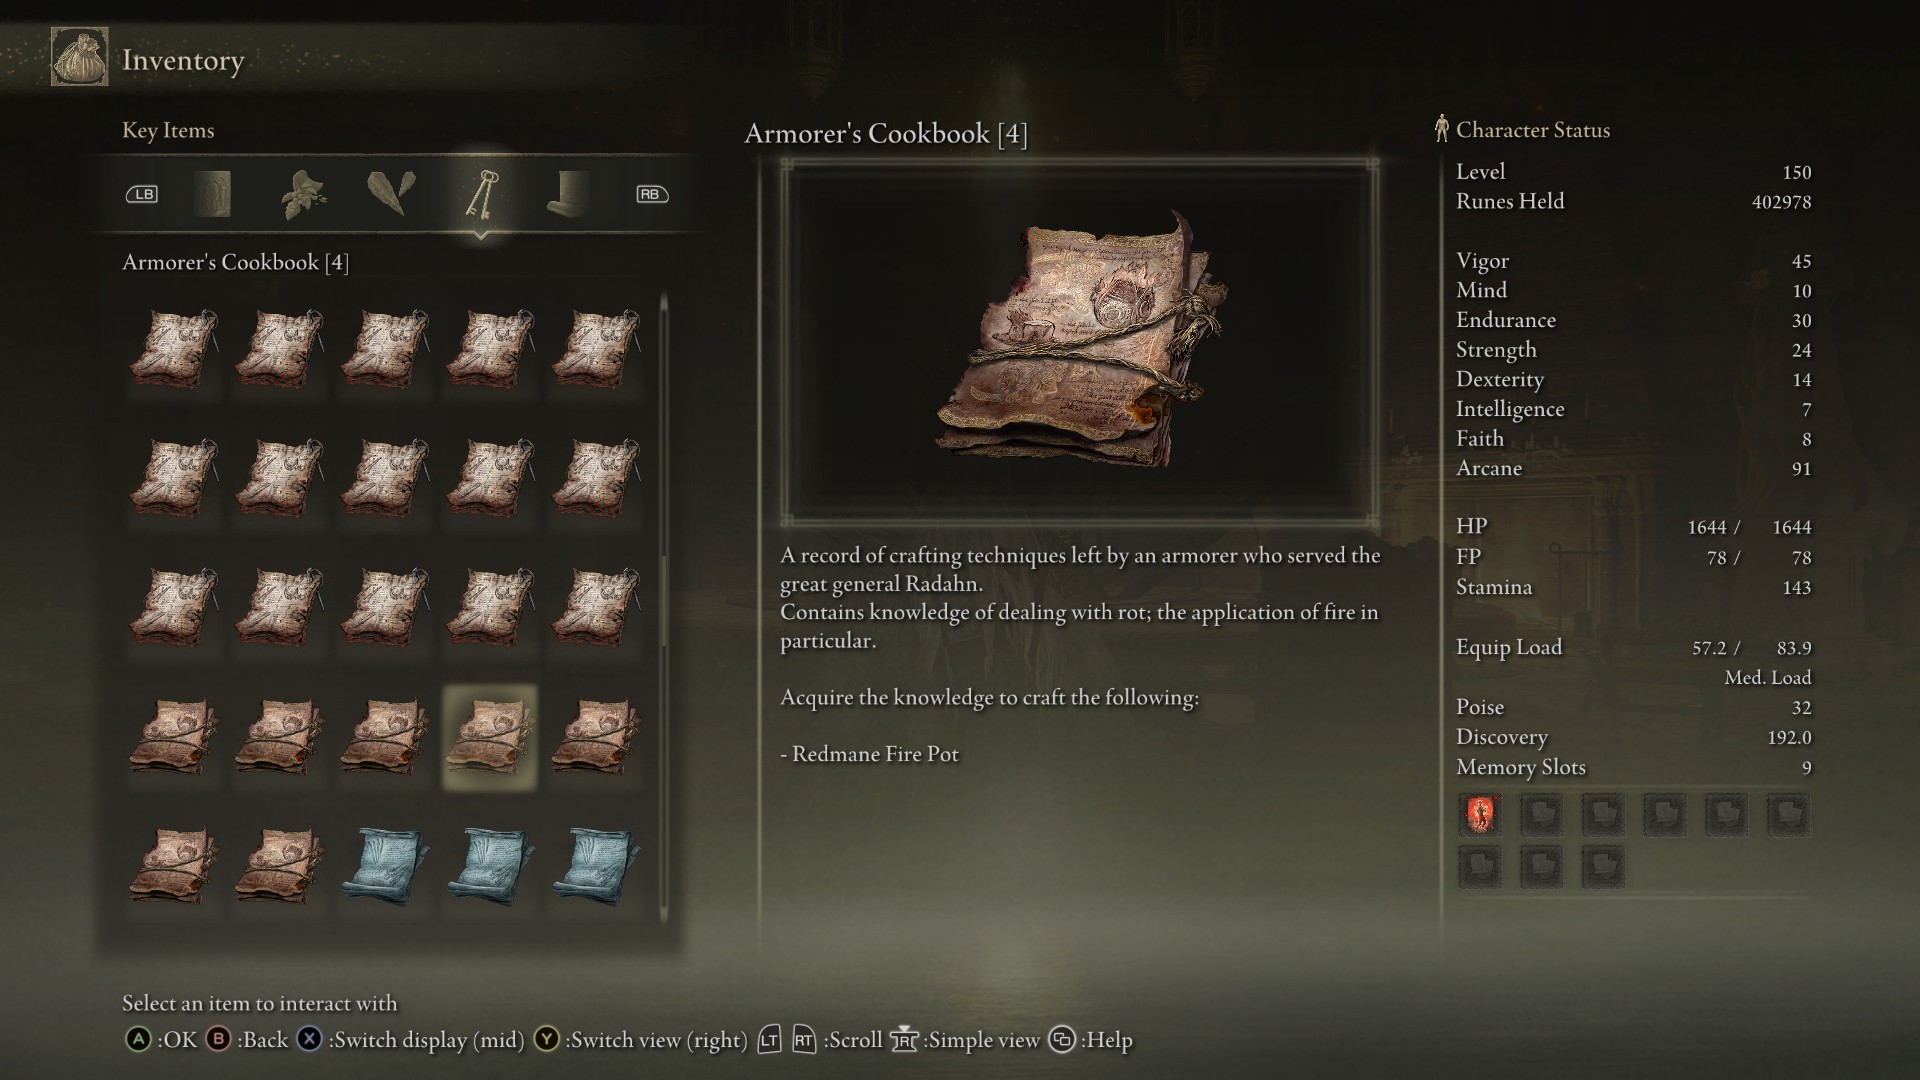 Inventory
Key Items
LB
RB
Armorer's Cookbook [4]
Armorer's Cookbook [4]
A record of crafting techniques left by an armorer who served the
great general Radahn.
Contains knowledge of dealing with rot; the application of fire in
particular.
Acquire the knowledge to craft the following:
- Redmane Fire Pot
Character Status
Level 150
Runes Held 402978
Vigor 45
Mind 10
Endurance 30
Strength 24
Dexterity 14
Intelligence 7
Faith 8
Arcane 91
HP 1644 / 1644
FP 78 / 78
Stamina 143
Equip Load 57.2 / 83.9
Med. Load
Poise 32
Discovery 192.0
Memory Slots 9
Select an item to interact with
A :OK B :Back X :Switch display (mid) Y :Switch view (right) LT RT :Scroll R :Simple view :Help